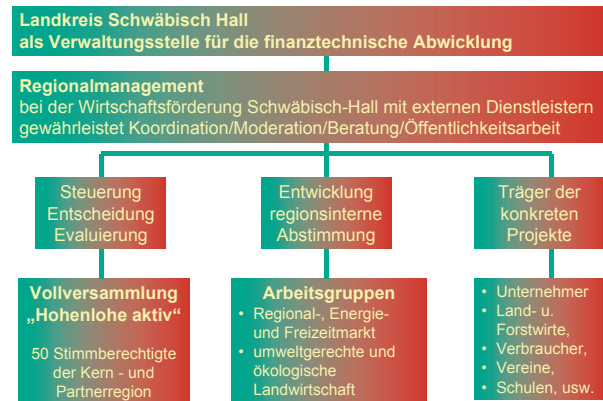 Landkreis Schwäbisch Hall
als Verwaltungsstelle für die finanztechnische Abwicklung
Regionalmanagement
bei der Wirtschaftsförderung Schwäbisch-Hall mit externen Dienstleistern
gewährleistet Koordination/Moderation/Beratung/Öffentlichkeitsarbeit
Steuerung
Entscheidung
Evaluierung
Entwicklung
regionsinterne
Abstimmung
Träger der
konkreten
Projekte
Vollversammlung
„Hohenlohe aktiv“
50 Stimmberechtigte
der Kern - und
Partnerregion
Arbeitsgruppen
• Regional-, Energie-
und Freizeitmarkt
• umweltgerechte und
ökologische
Landwirtschaft
• Unternehmer
• Land- u.
Forstwirte,
• Verbraucher,
• Vereine,
• Schulen, usw.